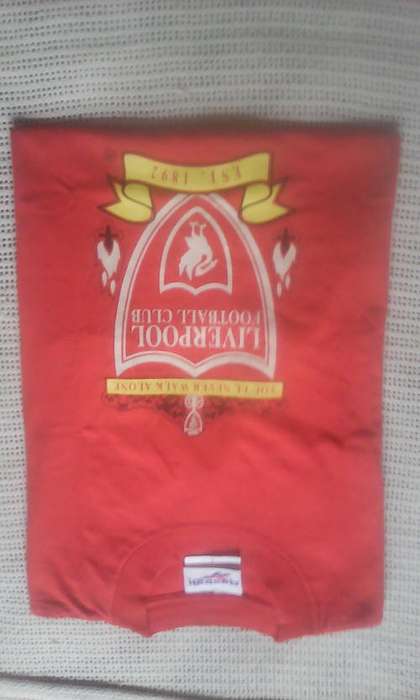 YOU'LL NEVER WALK ALONE
LIVERPOOL
FOOTBALL CLUB
EST. 1892